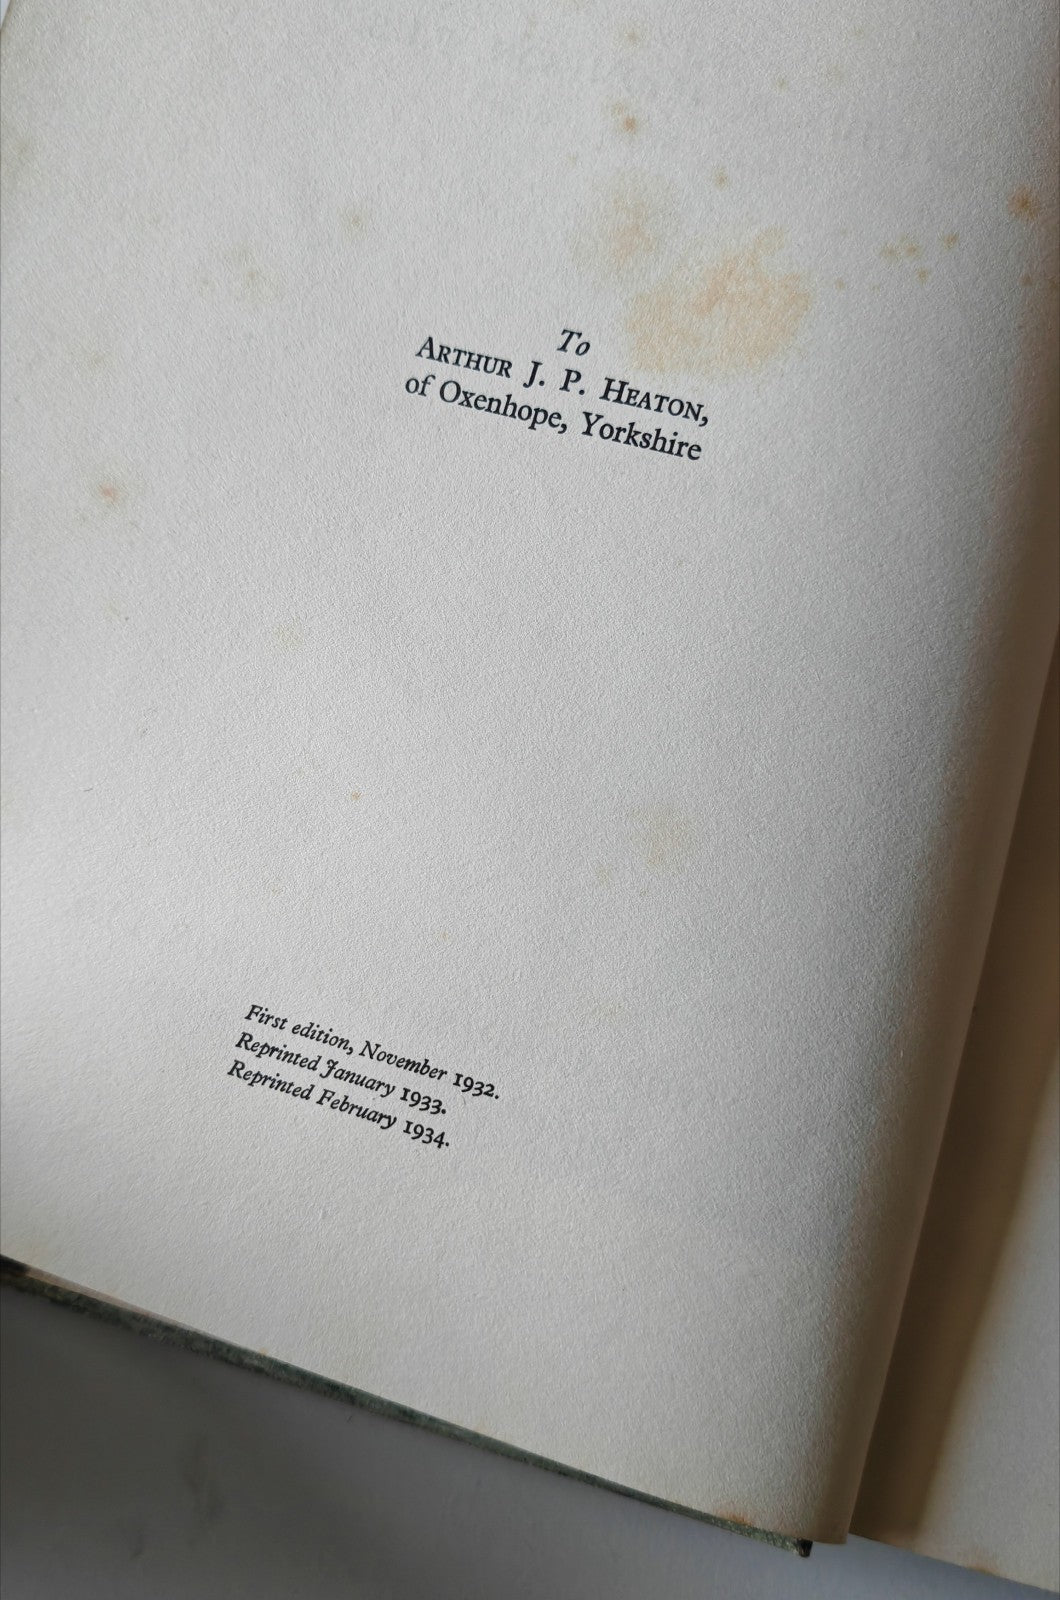 To
ARTHUR J. P. HEATON,
of Oxenhope, Yorkshire
First edition, November 1932.
Reprinted January 1933.
Reprinted February 1934.